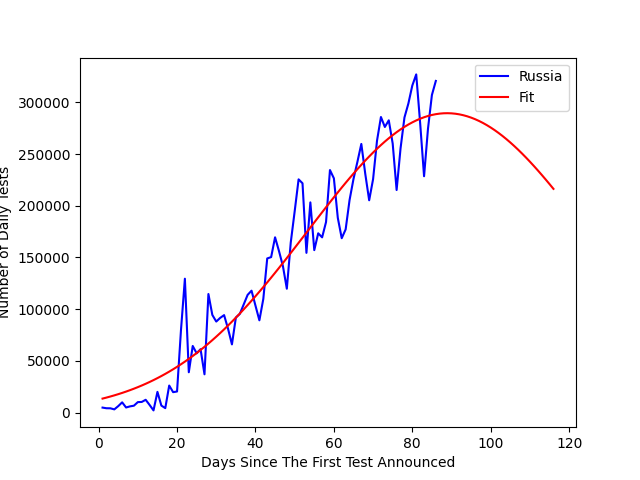 Russia
Fit
300000
250000
200000
150000
100000
50000
0
Number of Daily Tests
0 20 40 60 80 100 120
Days Since The First Test Announced